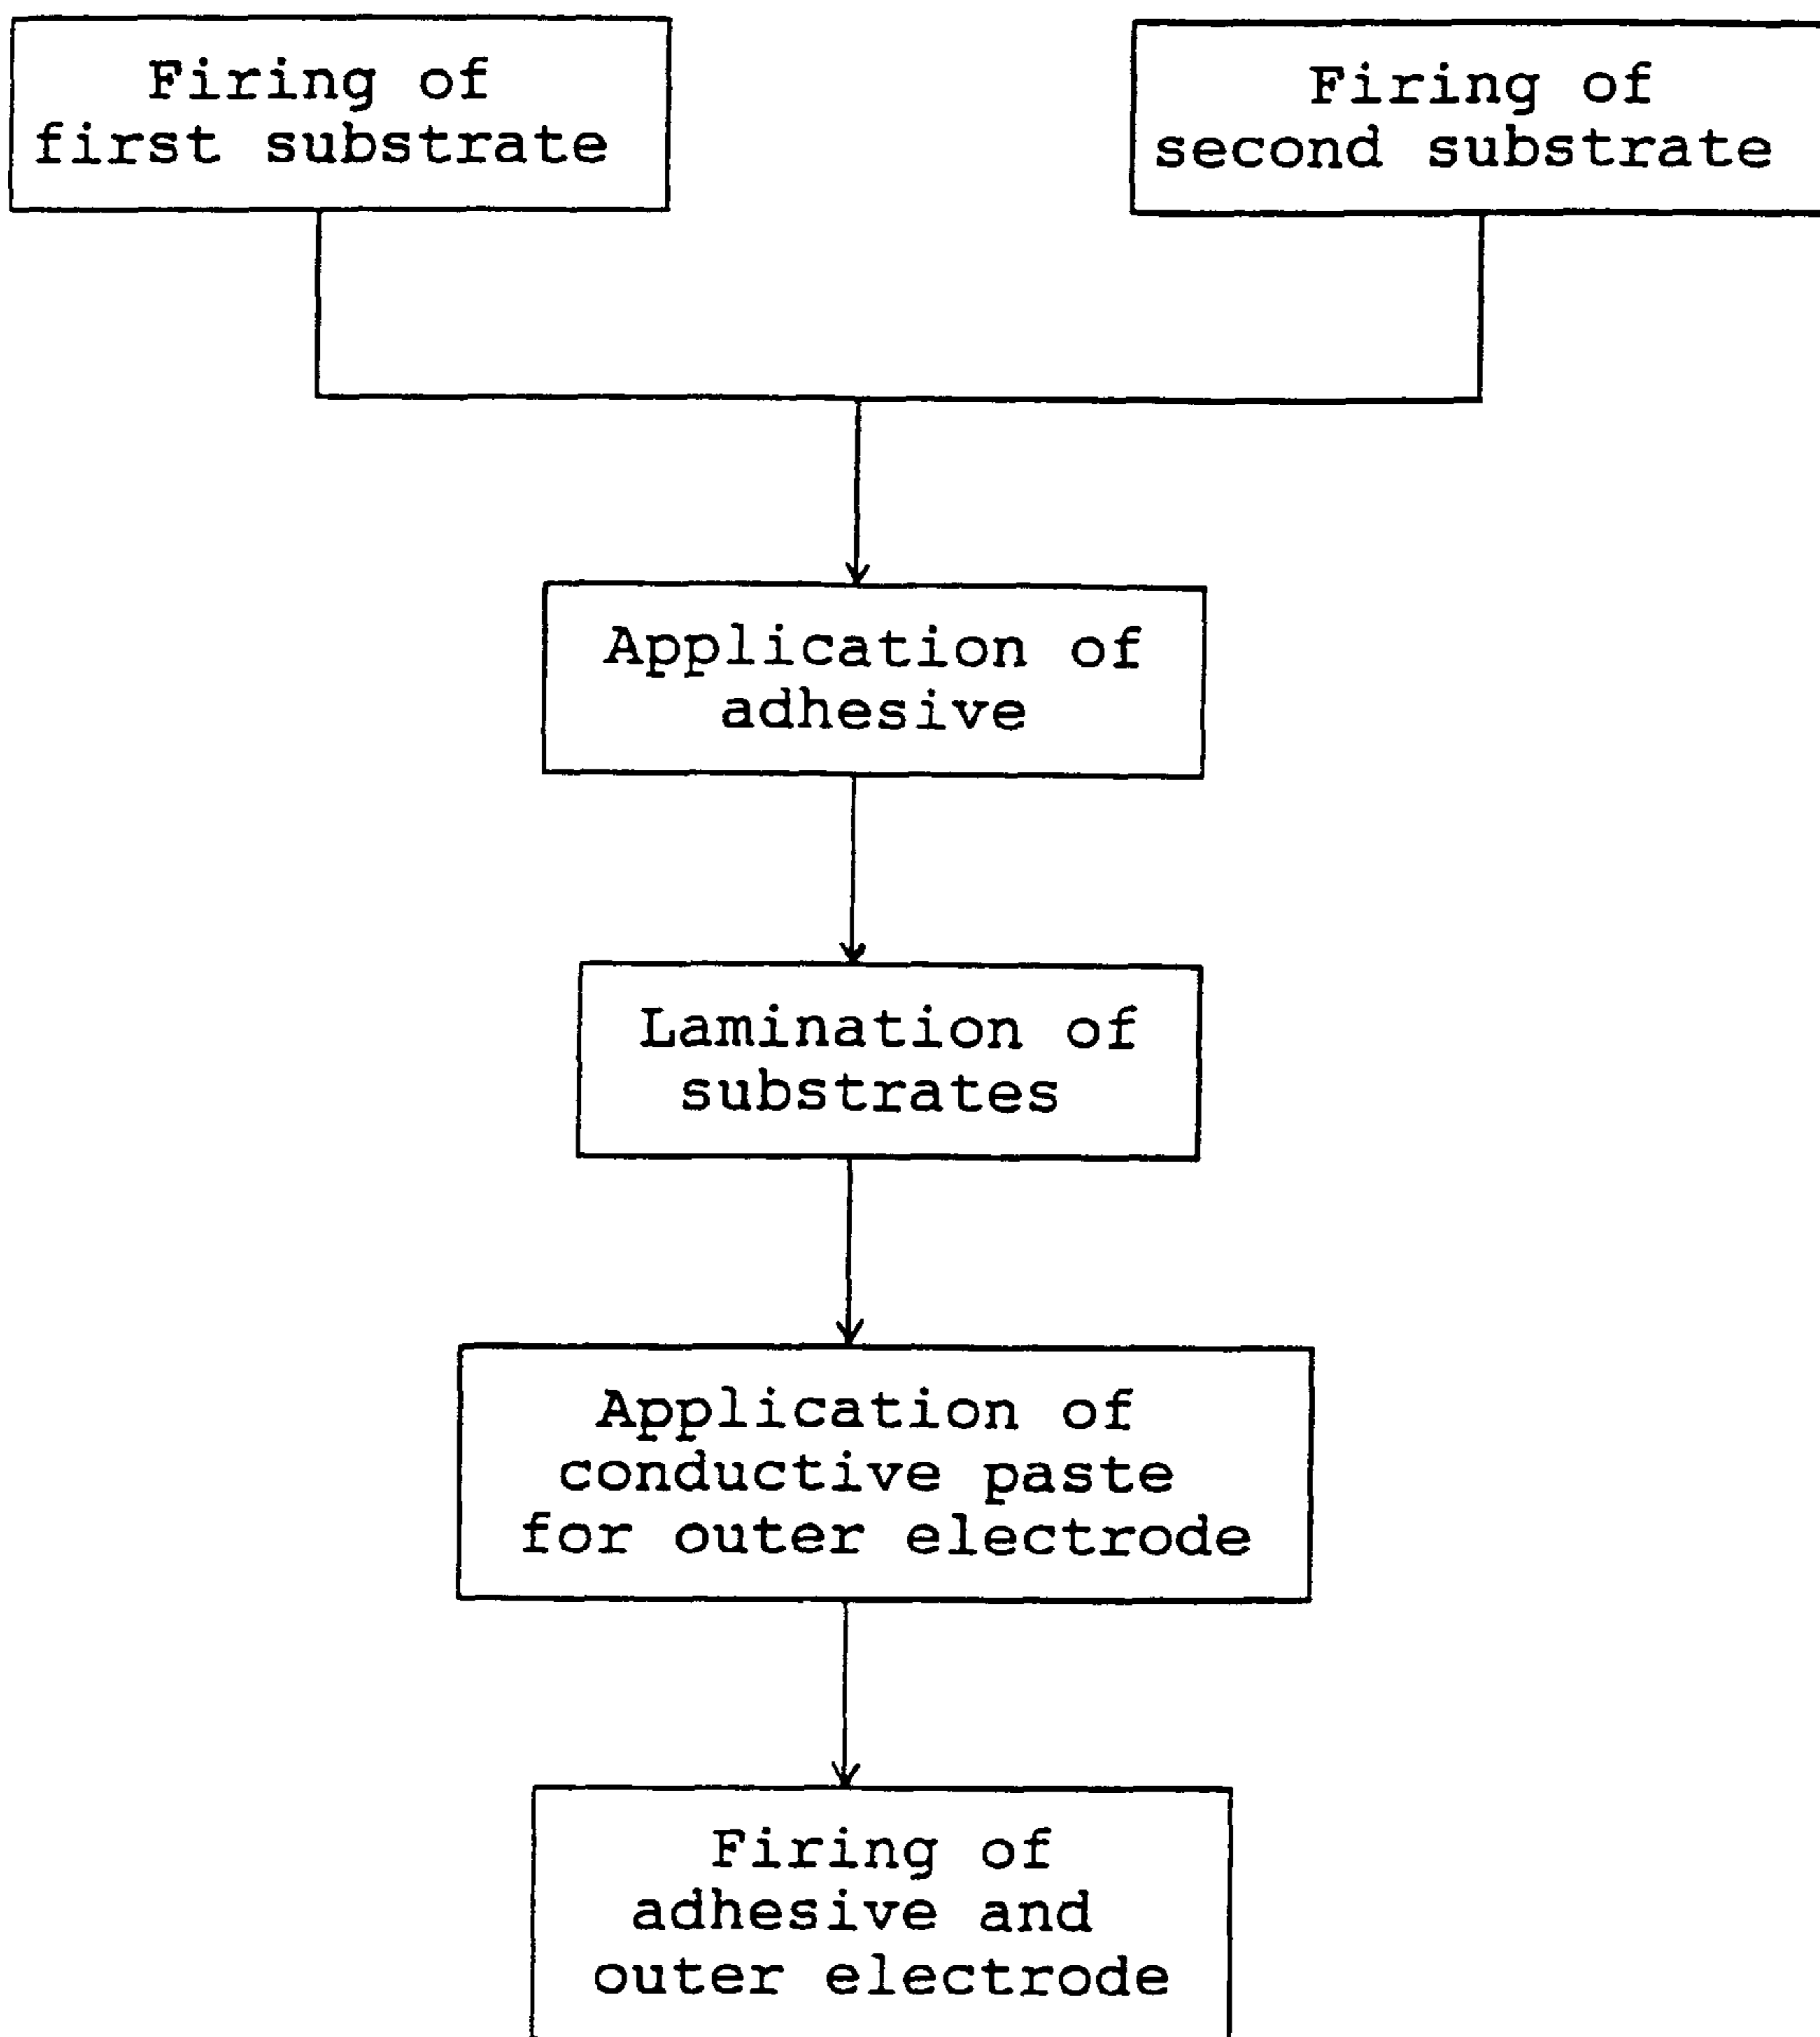 Firing of
first substrate
Firing of
second substrate
Application of
adhesive
Lamination of
substrates
Application of
conductive paste
for outer electrode
Firing of
adhesive and
outer electrode